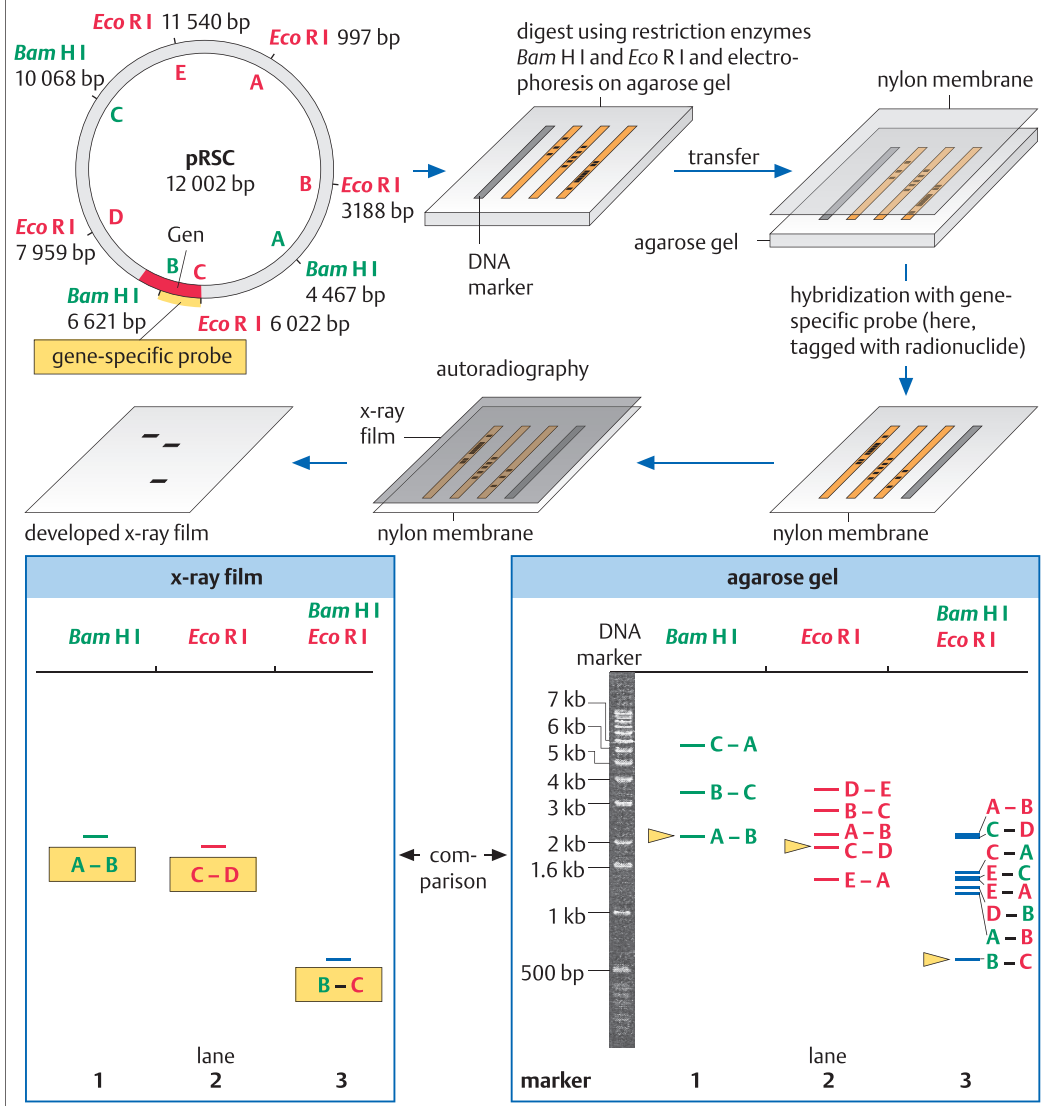 Eco R I 11 540 bp
Eco R I 997 bp
Bam H I
10 068 bp
E
A
C
pRSC
12 002 bp
B
Eco R I
3188 bp
D
Eco R I
7 959 bp
Gen
A
B
C
Bam H I
4 467 bp
Bam H I
6 621 bp
Eco R I 6 022 bp
gene-specific probe
digest using restriction enzymes
Bam H I and Eco R I and electro-
phoresis on agarose gel
DNA
marker
transfer
nylon membrane
agarose gel
hybridization with gene-
specific probe (here,
tagged with radionuclide)
nylon membrane
autoradiography
x-ray
film
nylon membrane
developed x-ray film
x-ray film
Bam H I
Eco R I
Bam H I
Eco R I
A – B
C – D
B – C
lane
1 2 3
com-
parison
agarose gel
DNA
marker
Bam H I
Eco R I
Bam H I
Eco R I
7 kb
6 kb
5 kb
4 kb
3 kb
2 kb
1.6 kb
1 kb
500 bp
C – A
B – C
A – B
D – E
B – C
A – B
C – D
E – A
A – B
C – D
C – A
E – C
E – A
D – B
A – B
B – C
lane
marker 1 2 3